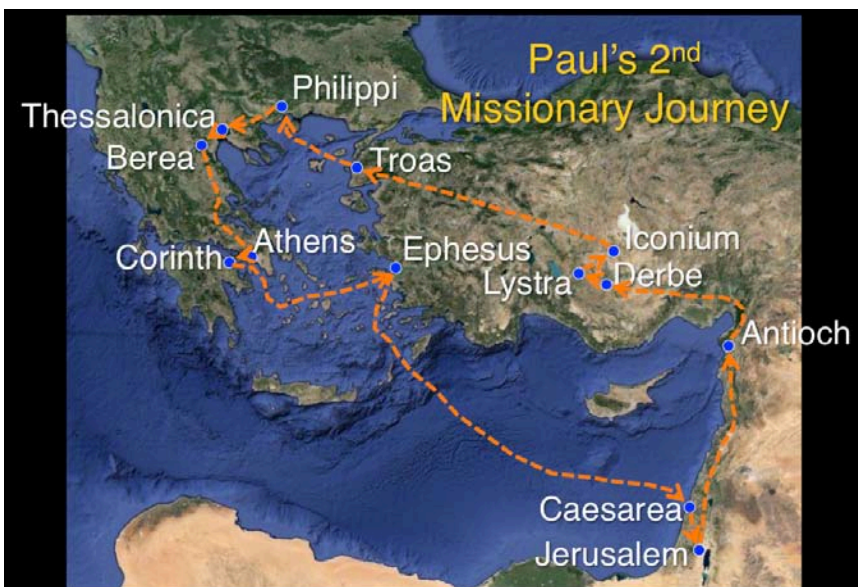 Paul's 2nd
Missionary Journey
Philippi
Thessalonica
Berea
Troas
Iconium
Athens
Ephesus
Corinth
Lystra
Derbe
Antioch
Caesarea
Jerusalem